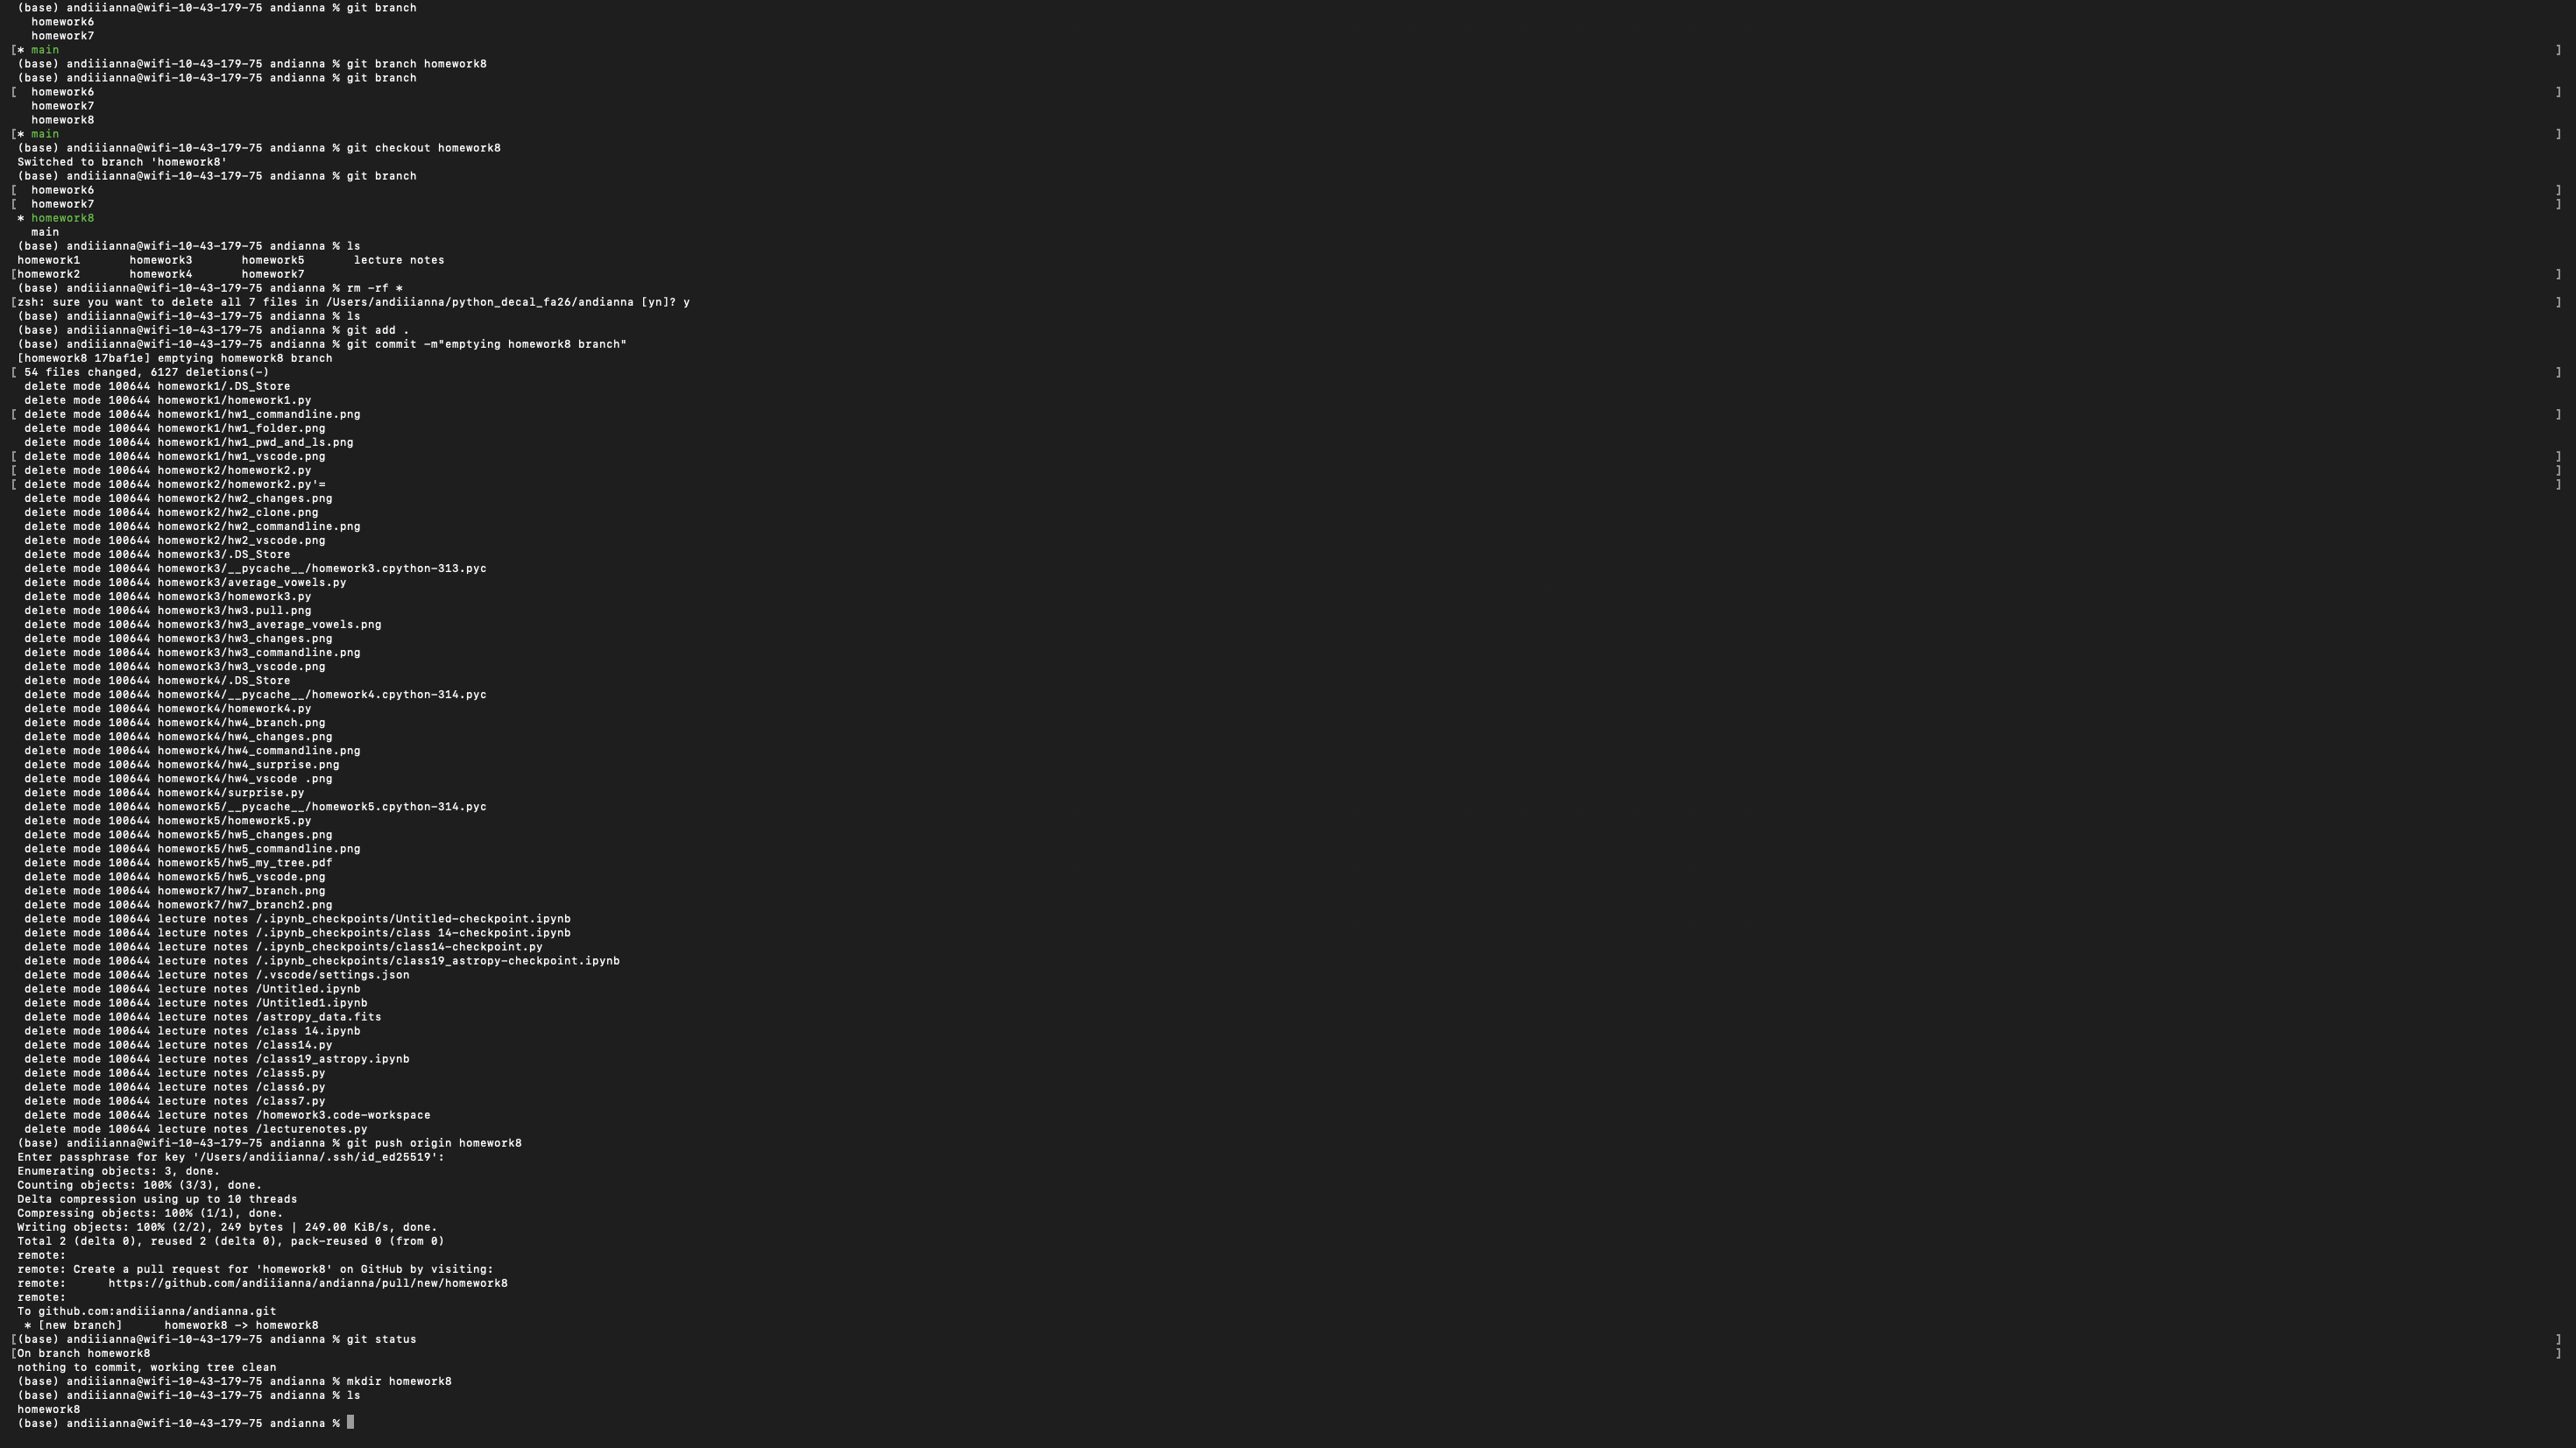 (base) andiiianna@wifi-10-43-179-75 andianna % git branch
  homework6
  homework7
[* main ]
(base) andiiianna@wifi-10-43-179-75 andianna % git branch homework8
(base) andiiianna@wifi-10-43-179-75 andianna % git branch
[  homework6 ]
  homework7
  homework8
[* main ]
(base) andiiianna@wifi-10-43-179-75 andianna % git checkout homework8
Switched to branch 'homework8'
(base) andiiianna@wifi-10-43-179-75 andianna % git branch
[  homework6 ]
[  homework7 ]
* homework8
  main
(base) andiiianna@wifi-10-43-179-75 andianna % ls
homework1       homework3       homework5       lecture notes
[homework2       homework4       homework7 ]
(base) andiiianna@wifi-10-43-179-75 andianna % rm -rf *
[zsh: sure you want to delete all 7 files in /Users/andiiianna/python_decal_fa26/andianna [yn]? y ]
(base) andiiianna@wifi-10-43-179-75 andianna % ls
(base) andiiianna@wifi-10-43-179-75 andianna % git add .
(base) andiiianna@wifi-10-43-179-75 andianna % git commit -m"emptying homework8 branch"
[homework8 17baf1e] emptying homework8 branch
[ 54 files changed, 6127 deletions(-) ]
 delete mode 100644 homework1/.DS_Store
 delete mode 100644 homework1/homework1.py
[ delete mode 100644 homework1/hw1_commandline.png ]
 delete mode 100644 homework1/hw1_folder.png
 delete mode 100644 homework1/hw1_pwd_and_ls.png
[ delete mode 100644 homework1/hw1_vscode.png ]
[ delete mode 100644 homework2/homework2.py ]
[ delete mode 100644 homework2/homework2.py'= ]
 delete mode 100644 homework2/hw2_changes.png
 delete mode 100644 homework2/hw2_clone.png
 delete mode 100644 homework2/hw2_commandline.png
 delete mode 100644 homework2/hw2_vscode.png
 delete mode 100644 homework3/.DS_Store
 delete mode 100644 homework3/__pycache__/homework3.cpython-313.pyc
 delete mode 100644 homework3/average_vowels.py
 delete mode 100644 homework3/homework3.py
 delete mode 100644 homework3/hw3.pull.png
 delete mode 100644 homework3/hw3_average_vowels.png
 delete mode 100644 homework3/hw3_changes.png
 delete mode 100644 homework3/hw3_commandline.png
 delete mode 100644 homework3/hw3_vscode.png
 delete mode 100644 homework4/.DS_Store
 delete mode 100644 homework4/__pycache__/homework4.cpython-314.pyc
 delete mode 100644 homework4/homework4.py
 delete mode 100644 homework4/hw4_branch.png
 delete mode 100644 homework4/hw4_changes.png
 delete mode 100644 homework4/hw4_commandline.png
 delete mode 100644 homework4/hw4_surprise.png
 delete mode 100644 homework4/hw4_vscode .png
 delete mode 100644 homework4/surprise.py
 delete mode 100644 homework5/__pycache__/homework5.cpython-314.pyc
 delete mode 100644 homework5/homework5.py
 delete mode 100644 homework5/hw5_changes.png
 delete mode 100644 homework5/hw5_commandline.png
 delete mode 100644 homework5/hw5_my_tree.pdf
 delete mode 100644 homework5/hw5_vscode.png
 delete mode 100644 homework7/hw7_branch.png
 delete mode 100644 homework7/hw7_branch2.png
 delete mode 100644 lecture notes /.ipynb_checkpoints/Untitled-checkpoint.ipynb
 delete mode 100644 lecture notes /.ipynb_checkpoints/class 14-checkpoint.ipynb
 delete mode 100644 lecture notes /.ipynb_checkpoints/class14-checkpoint.py
 delete mode 100644 lecture notes /.ipynb_checkpoints/class19_astropy-checkpoint.ipynb
 delete mode 100644 lecture notes /.vscode/settings.json
 delete mode 100644 lecture notes /Untitled.ipynb
 delete mode 100644 lecture notes /Untitled1.ipynb
 delete mode 100644 lecture notes /astropy_data.fits
 delete mode 100644 lecture notes /class 14.ipynb
 delete mode 100644 lecture notes /class14.py
 delete mode 100644 lecture notes /class19_astropy.ipynb
 delete mode 100644 lecture notes /class5.py
 delete mode 100644 lecture notes /class6.py
 delete mode 100644 lecture notes /class7.py
 delete mode 100644 lecture notes /homework3.code-workspace
 delete mode 100644 lecture notes /lecturenotes.py
(base) andiiianna@wifi-10-43-179-75 andianna % git push origin homework8
Enter passphrase for key '/Users/andiiianna/.ssh/id_ed25519':
Enumerating objects: 3, done.
Counting objects: 100% (3/3), done.
Delta compression using up to 10 threads
Compressing objects: 100% (1/1), done.
Writing objects: 100% (2/2), 249 bytes | 249.00 KiB/s, done.
Total 2 (delta 0), reused 2 (delta 0), pack-reused 0 (from 0)
remote:
remote: Create a pull request for 'homework8' on GitHub by visiting:
remote:      https://github.com/andiiianna/andianna/pull/new/homework8
remote:
To github.com:andiiianna/andianna.git
 * [new branch]      homework8 -> homework8
[(base) andiiianna@wifi-10-43-179-75 andianna % git status ]
[On branch homework8 ]
nothing to commit, working tree clean
(base) andiiianna@wifi-10-43-179-75 andianna % mkdir homework8
(base) andiiianna@wifi-10-43-179-75 andianna % ls
homework8
(base) andiiianna@wifi-10-43-179-75 andianna %